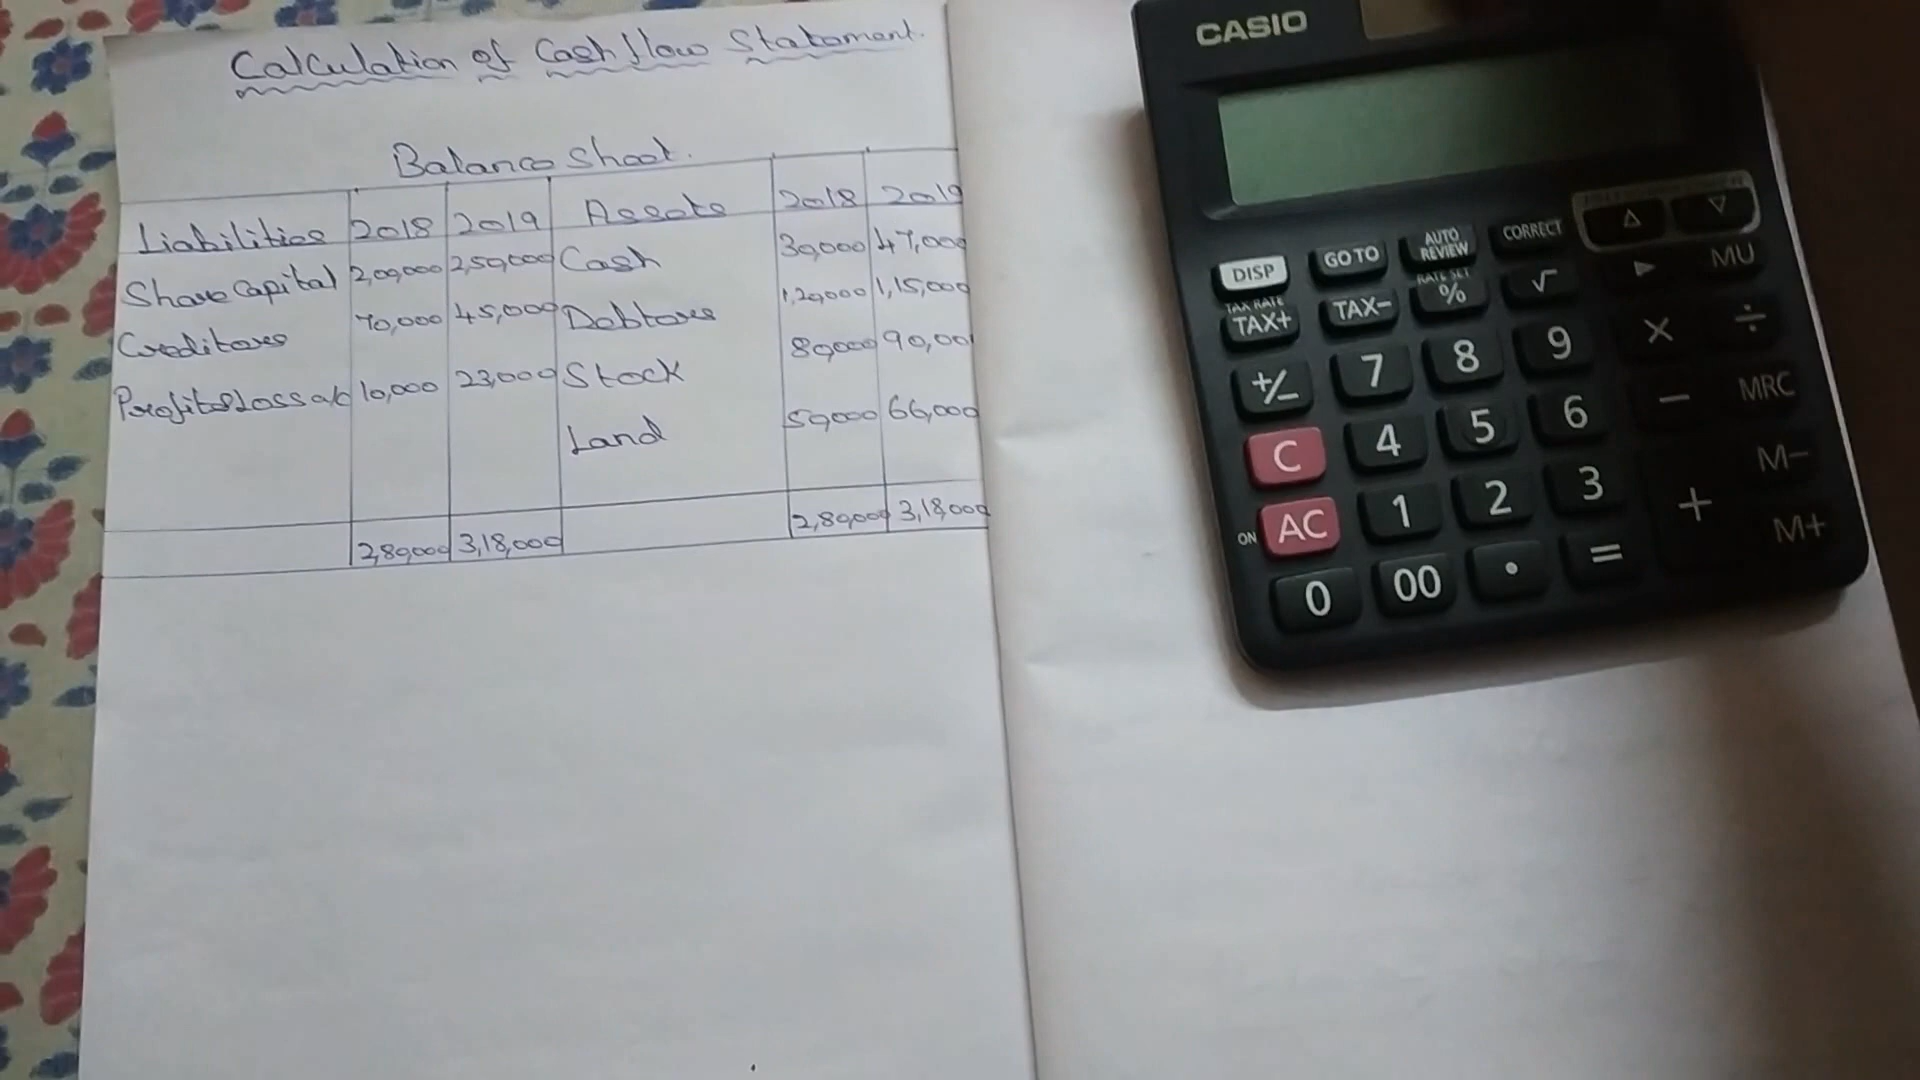 Calculation of Cash flow Statement.
Balance Sheet.
Liabilities 2018 2019 Assets 2018 2019
Share Capital 2,00,000 2,50,000 Cash 30,000 47,000
Creditors 70,000 45,000 Debtors 1,20,000 1,15,000
Profit & Loss a/c 10,000 23,000 Stock 80,000 90,000
Land 50,000 66,000
2,80,000 3,18,000 2,80,000 3,18,000
CASIO
DISP GO TO AUTO REVIEW CORRECT △ ▽
TAX RATE TAX+ TAX− RATE SET % √ ▶ MU
+/− 7 8 9 × ÷
C 4 5 6 − MRC
ON AC 1 2 3 + M−
0 00 • = M+